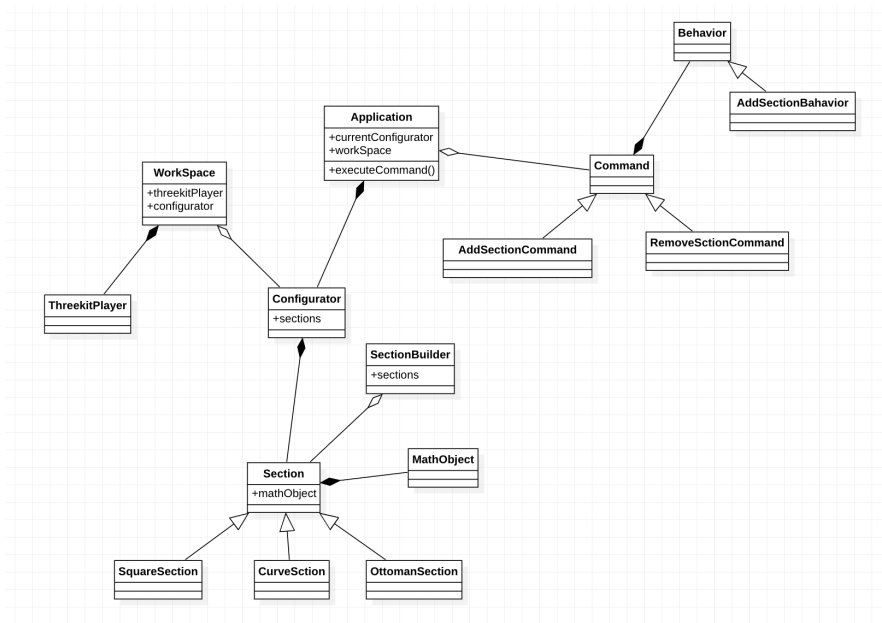 Behavior
AddSectionBahavior
Application
+currentConfigurator
+workSpace
+executeCommand()
Command
WorkSpace
+threekitPlayer
+configurator
AddSectionCommand
RemoveSctionCommand
ThreekitPlayer
Configurator
+sections
SectionBuilder
+sections
Section
+mathObject
MathObject
SquareSection
CurveSction
OttomanSection